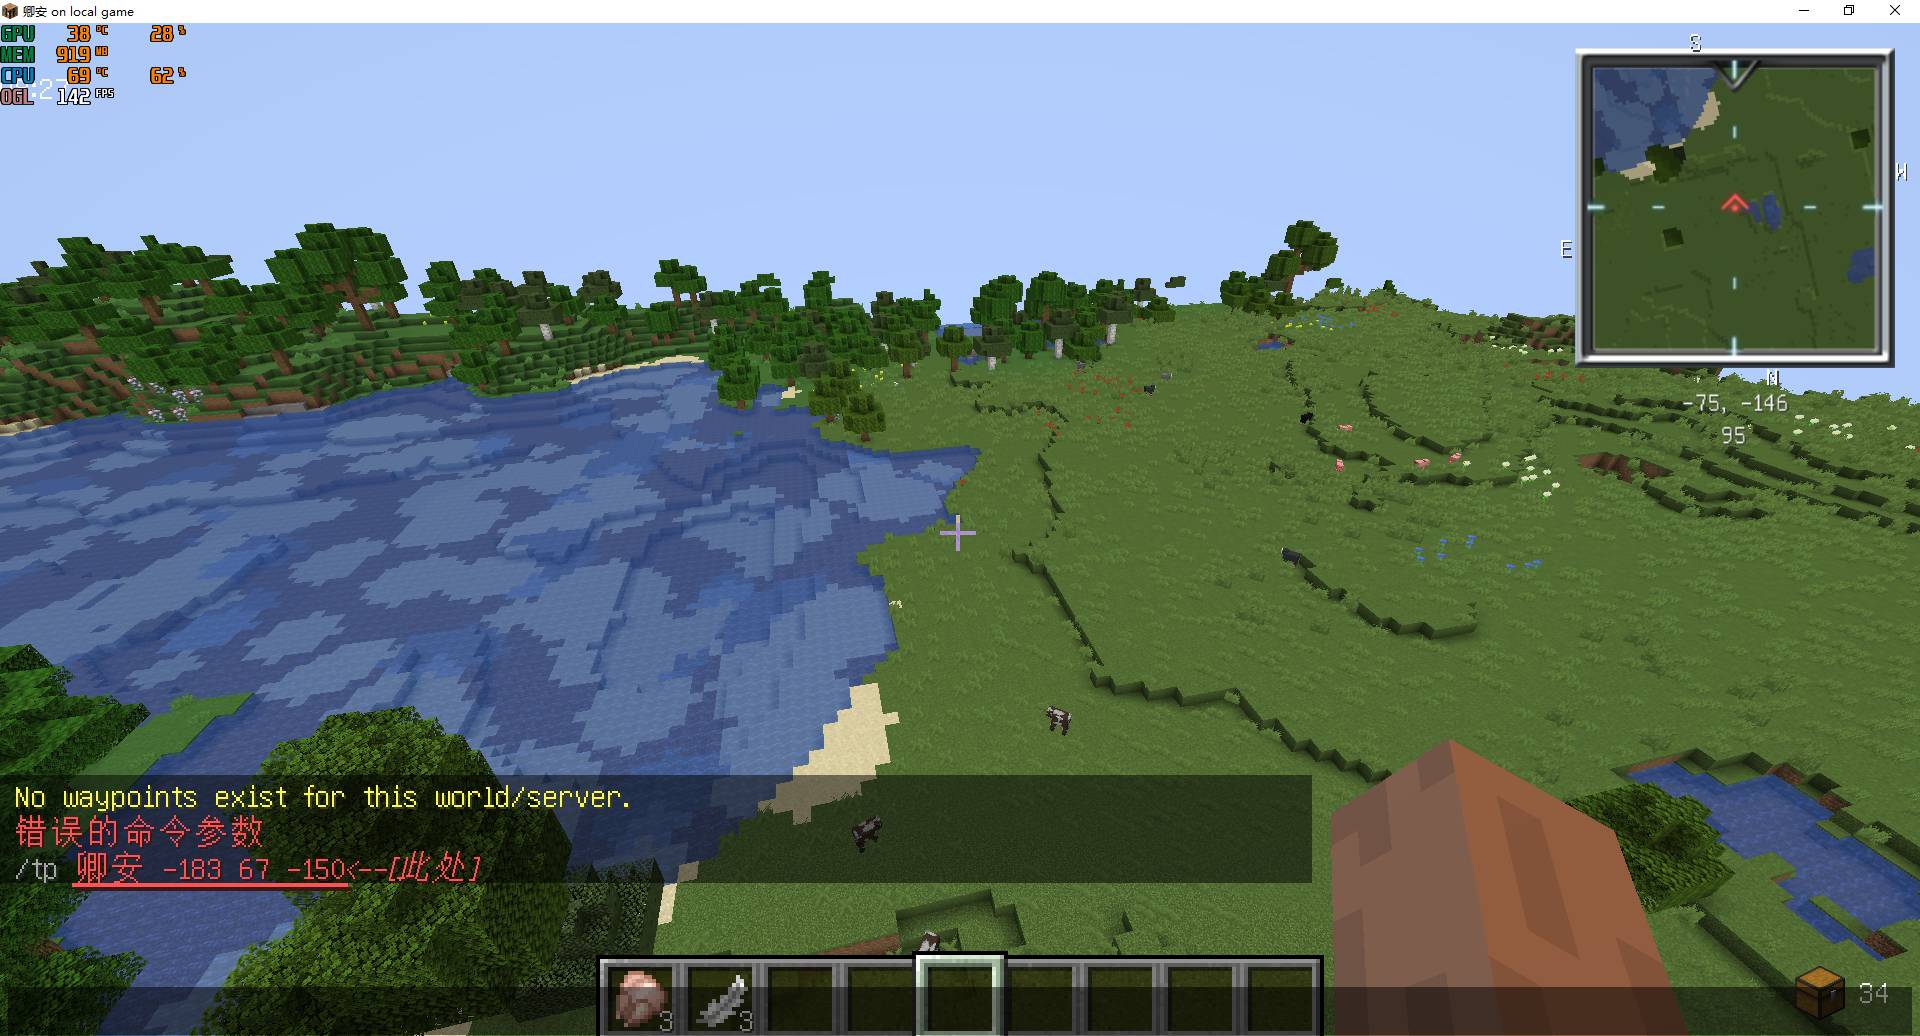 卿安 on local game
GPU 38 °C 28 %
MEM 919 MB
CPU 69 °C 62 %
OGL 142 FPS
S
W
E
N
-75, -146
95
No waypoints exist for this world/server.
错误的命令参数
/tp 卿安 -183 67 -150<--[此处]
3
3
34